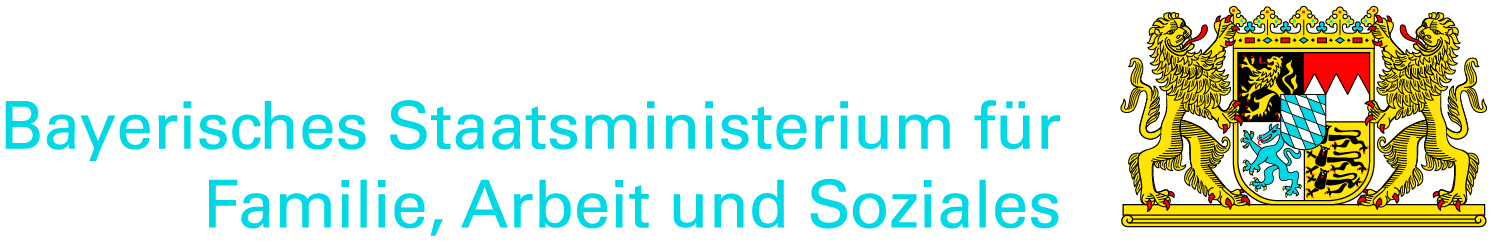 Bayerisches Staatsministerium für
Familie, Arbeit und Soziales